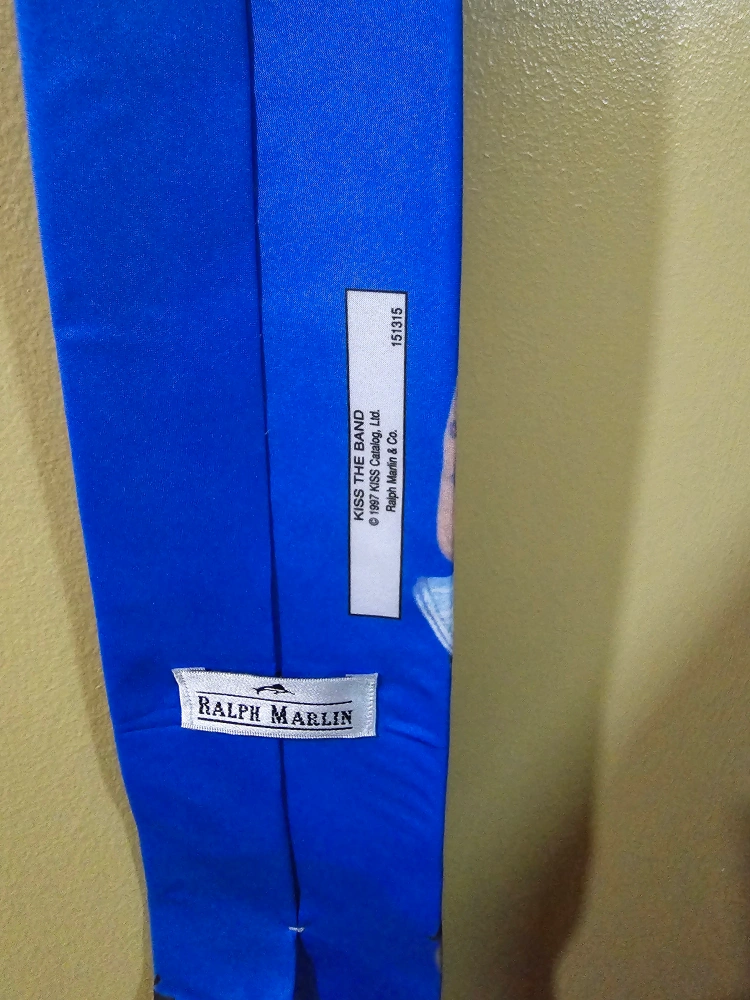 KISS THE BAND
© 1997 KISS Catalog, Ltd.
Ralph Marlin & Co.
151315
RALPH MARLIN